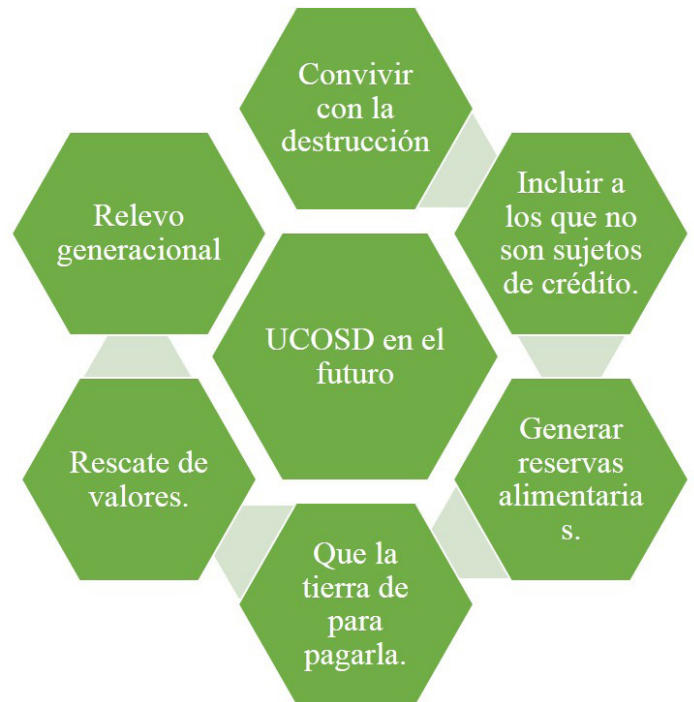 Convivir
con la
destrucción
Incluir a
los que no
son sujetos
de crédito.
Generar
reservas
alimentaria
s.
Que la
tierra de
para
pagarla.
Rescate de
valores.
Relevo
generacional
UCOSD en el
futuro